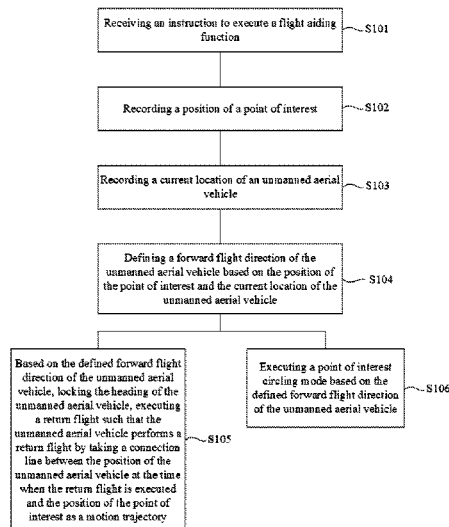 Receiving an instruction to execute a flight aiding
function
S101
Recording a position of a point of interest
S102
Recording a current location of an unmanned aerial
vehicle
S103
Defining a forward flight direction of the
unmanned aerial vehicle based on the position of
the point of interest and the current location of the
unmanned aerial vehicle
S104
Based on the defined forward flight
direction of the unmanned aerial
vehicle, locking the heading of the
unmanned aerial vehicle, executing
a return flight such that the
unmanned aerial vehicle performs a
return flight by taking a connection
line between the position of the
unmanned aerial vehicle at the time
when the return flight is executed
and the position of the point of
interest as a motion trajectory
S105
Executing a point of interest
circling mode based on the
defined forward flight direction
of the unmanned aerial vehicle
S106